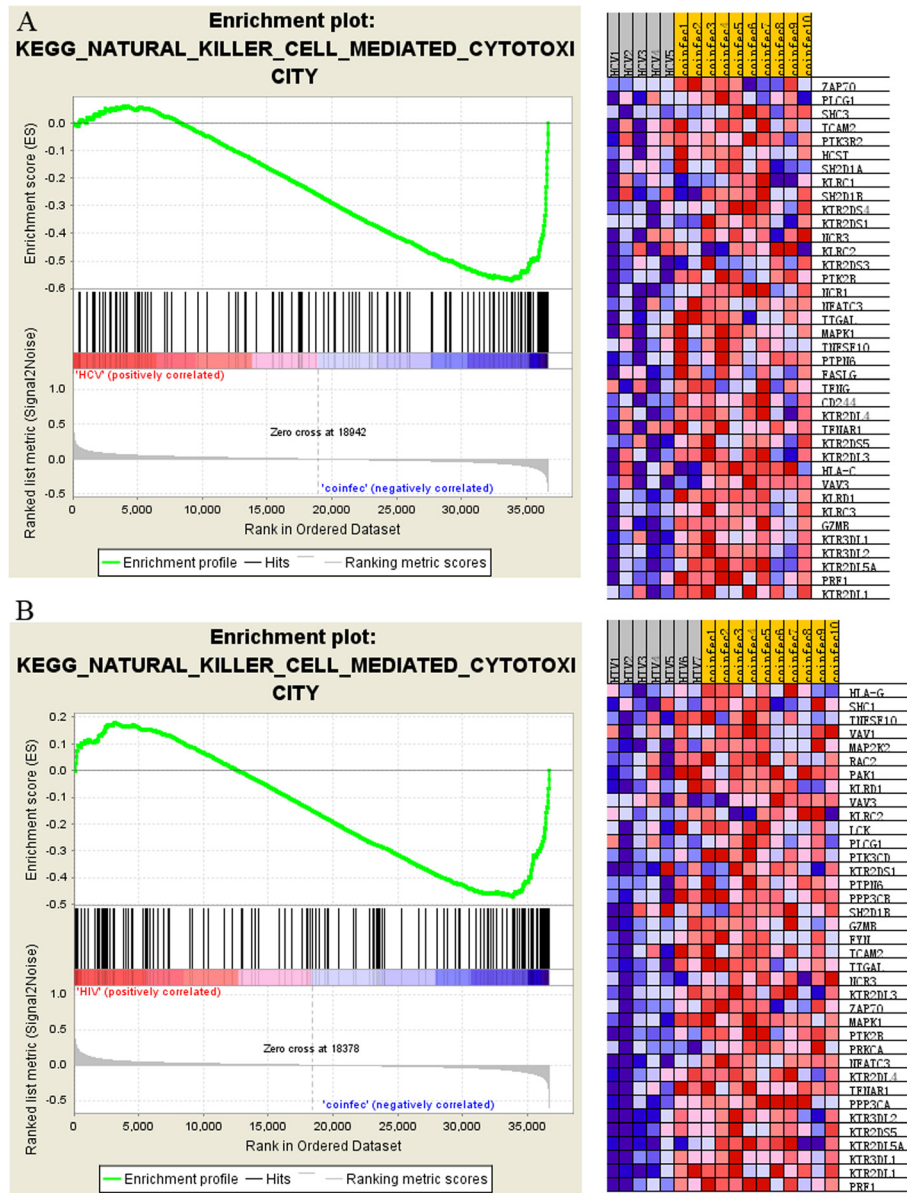 A
Enrichment plot:
KEGG_NATURAL_KILLER_CELL_MEDIATED_CYTOTOXI
CITY
Enrichment score (ES)
0.0
-0.1
-0.2
-0.3
-0.4
-0.5
-0.6
'HCV' (positively correlated)
Ranked list metric (Signal2Noise)
1.0
0.5
0.0
-0.5
Zero cross at 18942
'coinfec' (negatively correlated)
0 5,000 10,000 15,000 20,000 25,000 30,000 35,000
Rank in Ordered Dataset
Enrichment profile Hits Ranking metric scores
HCV1 HCV2 HCV3 HCV4 HCV5 coinfec1 coinfec2 coinfec3 coinfec4 coinfec5 coinfec6 coinfec7 coinfec8 coinfec9 coinfec10
ZAP70
PLCG1
SHC3
ICAM2
PIK3R2
HCST
SH2D1A
KLRC1
SH2D1B
KIR2DS4
KIR2DS1
NCR3
KLRC2
KIR2DS3
PTK2B
NCR1
NFATC3
ITGAL
MAPK1
TNFSF10
PTPN6
FASLG
IFNG
CD244
KIR2DL4
IFNAR1
KIR2DS5
KIR2DL3
HLA-C
VAV3
KLRD1
KLRC3
GZMB
KIR3DL1
KIR3DL2
KIR2DL5A
PRF1
KIR2DL1
B
Enrichment plot:
KEGG_NATURAL_KILLER_CELL_MEDIATED_CYTOTOXI
CITY
Enrichment score (ES)
0.2
0.1
0.0
-0.1
-0.2
-0.3
-0.4
-0.5
'HIV' (positively correlated)
Ranked list metric (Signal2Noise)
1.0
0.5
0.0
-0.5
Zero cross at 18378
'coinfec' (negatively correlated)
0 5,000 10,000 15,000 20,000 25,000 30,000 35,000
Rank in Ordered Dataset
Enrichment profile Hits Ranking metric scores
HIV1 HIV2 HIV3 HIV4 HIV5 HIV6 HIV7 coinfec1 coinfec2 coinfec3 coinfec4 coinfec5 coinfec6 coinfec7 coinfec8 coinfec9 coinfec10
HLA-G
SHC1
TNFSF10
VAV1
MAP2K2
RAC2
PAK1
KLRD1
VAV3
KLRC2
LCK
PLCG1
PIK3CD
KIR2DS1
PTPN6
PPP3CB
SH2D1B
GZMB
FYN
ICAM2
ITGAL
NCR3
KIR2DL3
ZAP70
MAPK1
PTK2B
PRKCA
NFATC3
KIR2DL4
IFNAR1
PPP3CA
KIR3DL2
KIR2DS5
KIR2DL5A
KIR3DL1
KIR2DL1
PRF1